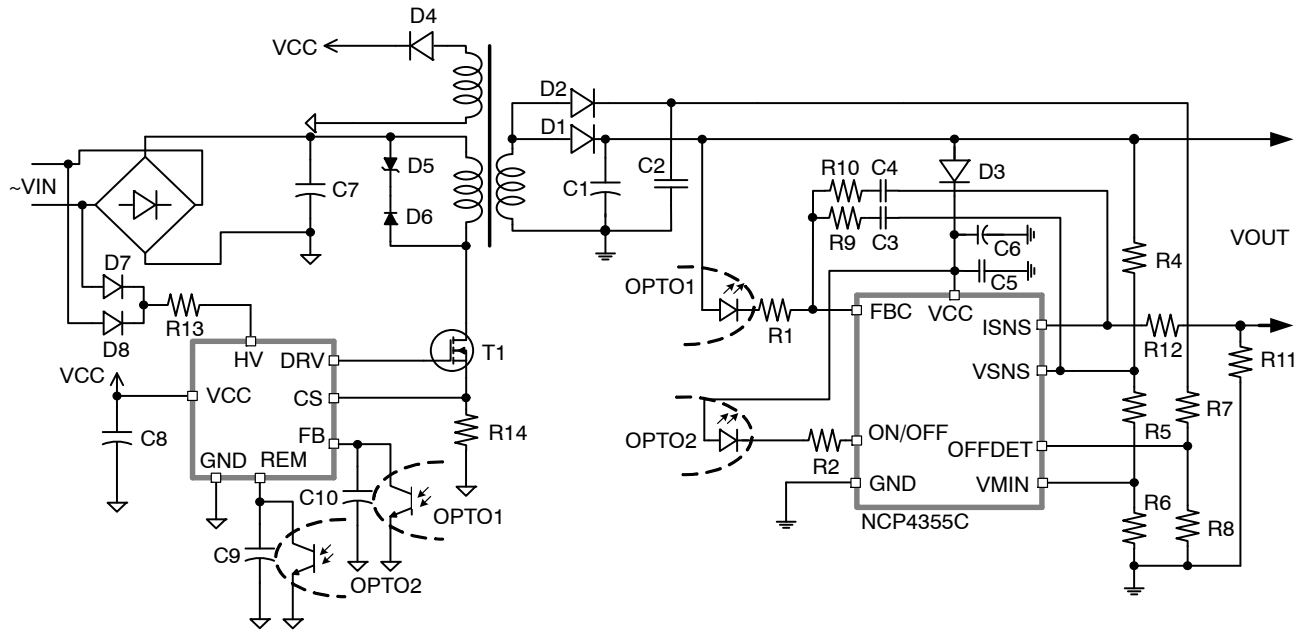 D4
VCC
D2
D1
D5
D6
C7
~VIN
C1
C2
R10
C4
R9
C3
D3
C6
C5
R4
VOUT
D7
D8
R13
OPTO1
R1
FBC
VCC
ISNS
R12
R11
HV
DRV
T1
VCC
VCC
CS
VSNS
C8
FB
R14
OPTO2
R2
ON/OFF
R5
R7
OFFDET
GND
REM
GND
VMIN
C10
OPTO1
NCP4355C
R6
R8
C9
OPTO2